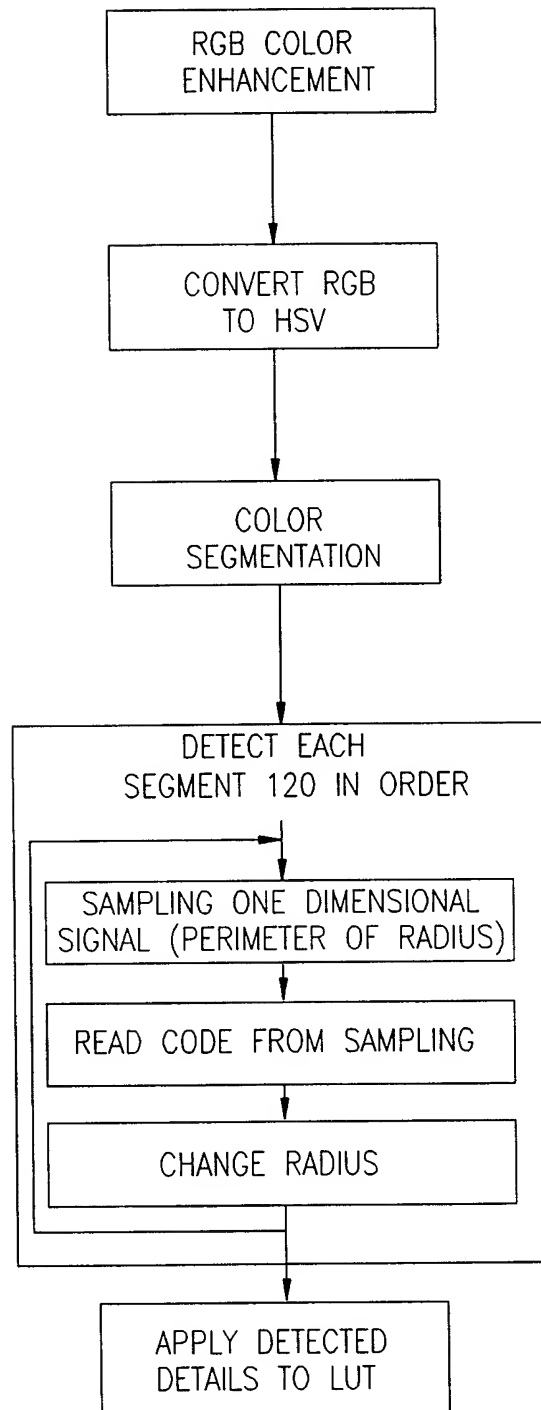 RGB COLOR
ENHANCEMENT
CONVERT RGB
TO HSV
COLOR
SEGMENTATION
DETECT EACH
SEGMENT 120 IN ORDER
SAMPLING ONE DIMENSIONAL
SIGNAL (PERIMETER OF RADIUS)
READ CODE FROM SAMPLING
CHANGE RADIUS
APPLY DETECTED
DETAILS TO LUT